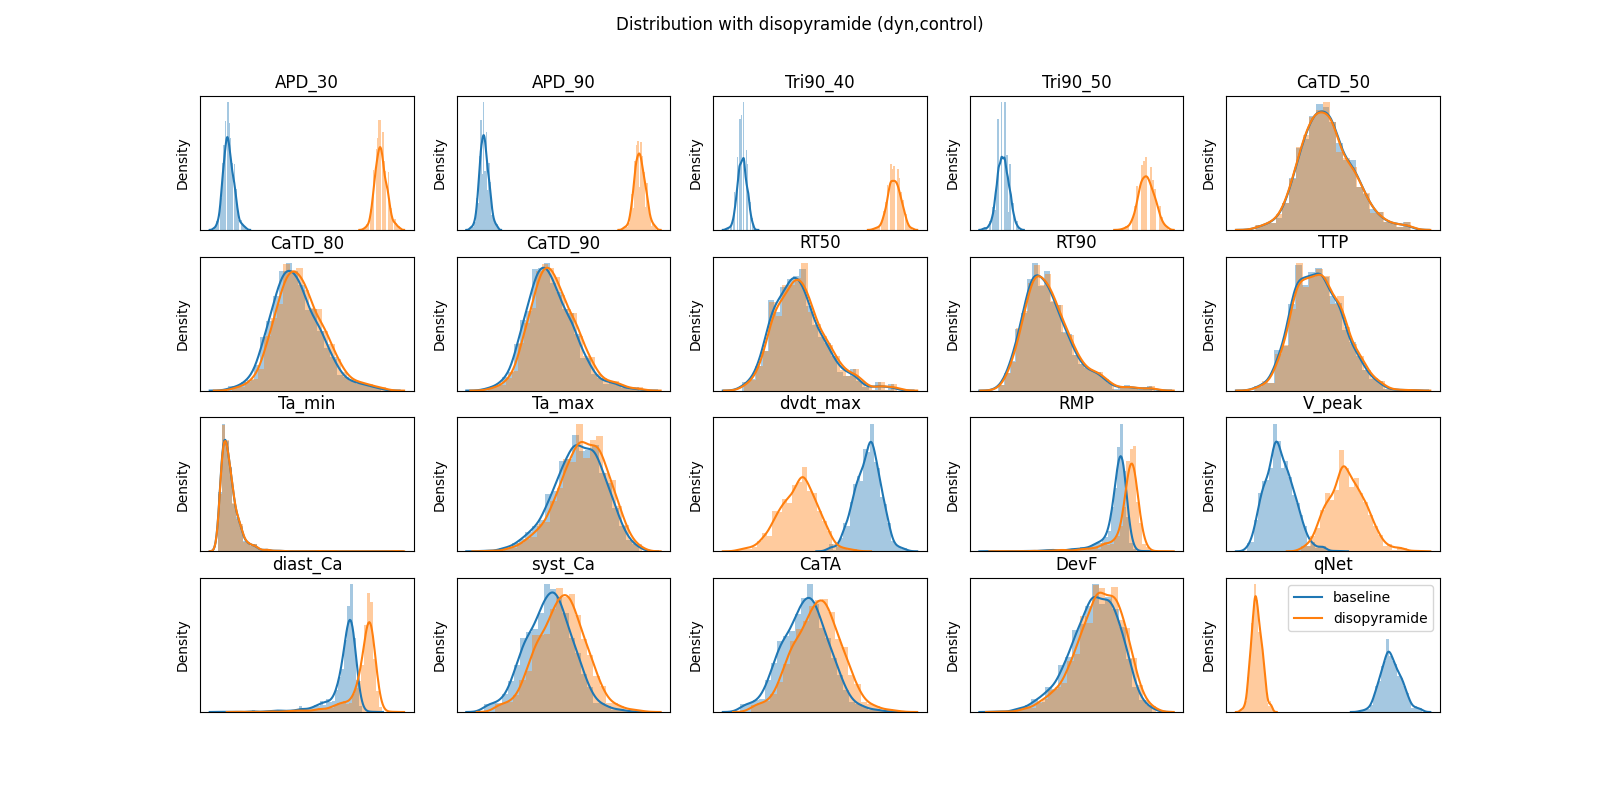 Distribution with disopyramide (dyn,control)
APD_30
APD_90
Tri90_40
Tri90_50
CaTD_50
Density
Density
Density
Density
Density
CaTD_80
CaTD_90
RT50
RT90
TTP
Density
Density
Density
Density
Density
Ta_min
Ta_max
dvdt_max
RMP
V_peak
Density
Density
Density
Density
Density
diast_Ca
syst_Ca
CaTA
DevF
qNet
Density
Density
Density
Density
Density
baseline
disopyramide